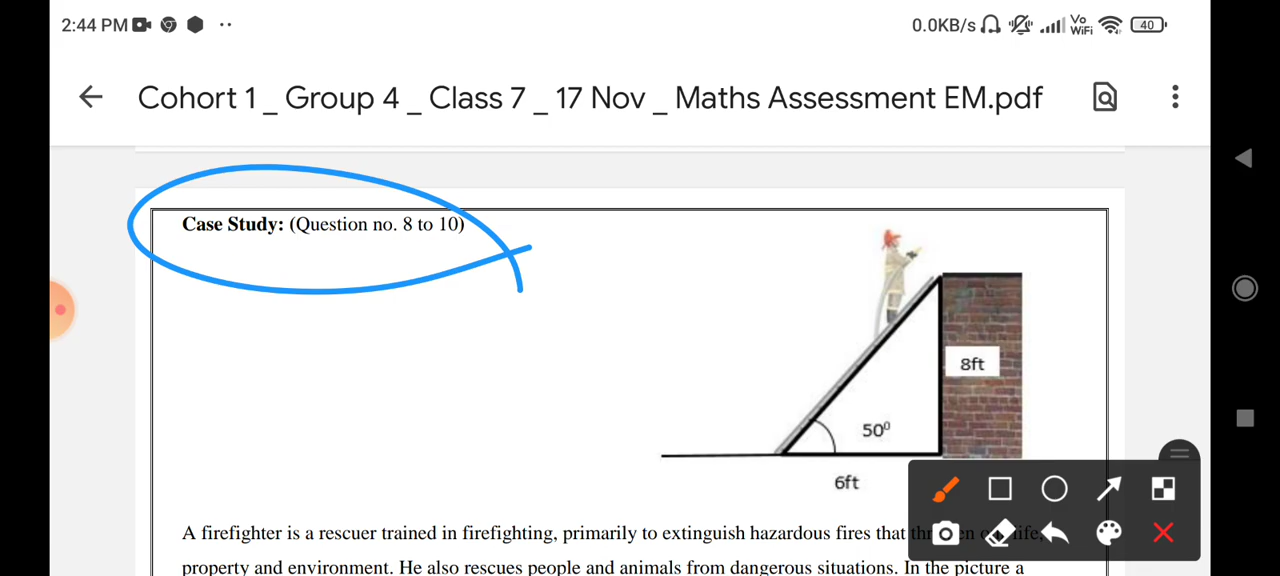 2:44 PM
0.0KB/s Vo WiFi 40
Cohort 1 _ Group 4 _ Class 7 _ 17 Nov _ Maths Assessment EM.pdf
Case Study: (Question no. 8 to 10)
8ft
50⁰
6ft
A firefighter is a rescuer trained in firefighting, primarily to extinguish hazardous fires that
property and environment. He also rescues people and animals from dangerous situations. In the picture a